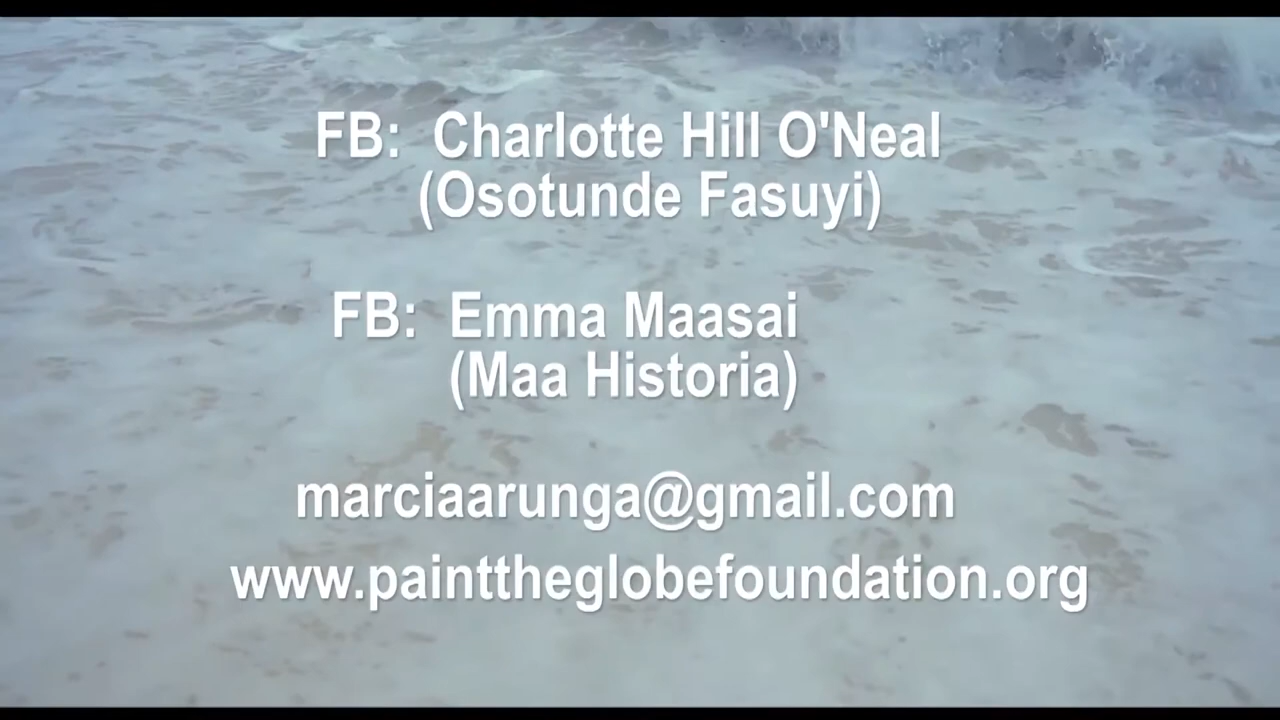 FB: Charlotte Hill O'Neal
(Osotunde Fasuyi)
FB: Emma Maasai
(Maa Historia)
marciaarunga@gmail.com
www.painttheglobefoundation.org